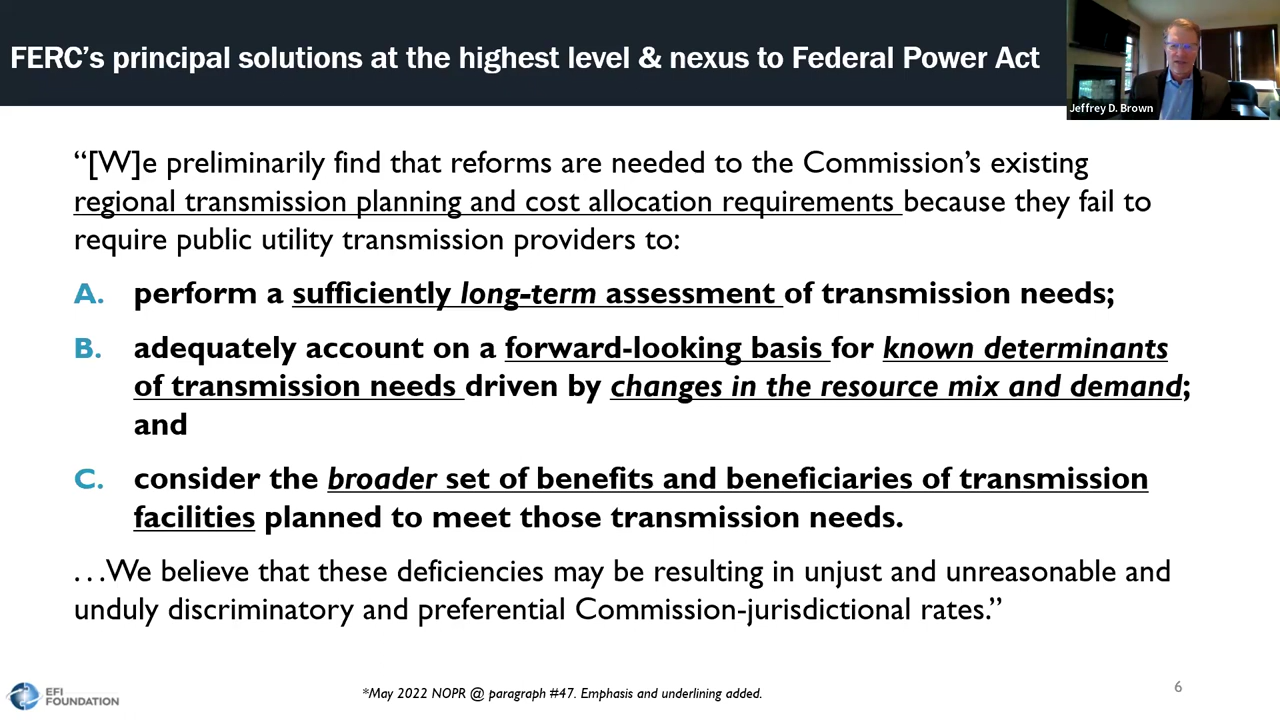 FERC’s principal solutions at the highest level & nexus to Federal Power Act
Jeffrey D. Brown
“[W]e preliminarily find that reforms are needed to the Commission’s existing
regional transmission planning and cost allocation requirements because they fail to
require public utility transmission providers to:
A. perform a sufficiently long-term assessment of transmission needs;
B. adequately account on a forward-looking basis for known determinants
of transmission needs driven by changes in the resource mix and demand;
and
C. consider the broader set of benefits and beneficiaries of transmission
facilities planned to meet those transmission needs.
…We believe that these deficiencies may be resulting in unjust and unreasonable and
unduly discriminatory and preferential Commission-jurisdictional rates.”
EFI
FOUNDATION
*May 2022 NOPR @ paragraph #47. Emphasis and underlining added.
6